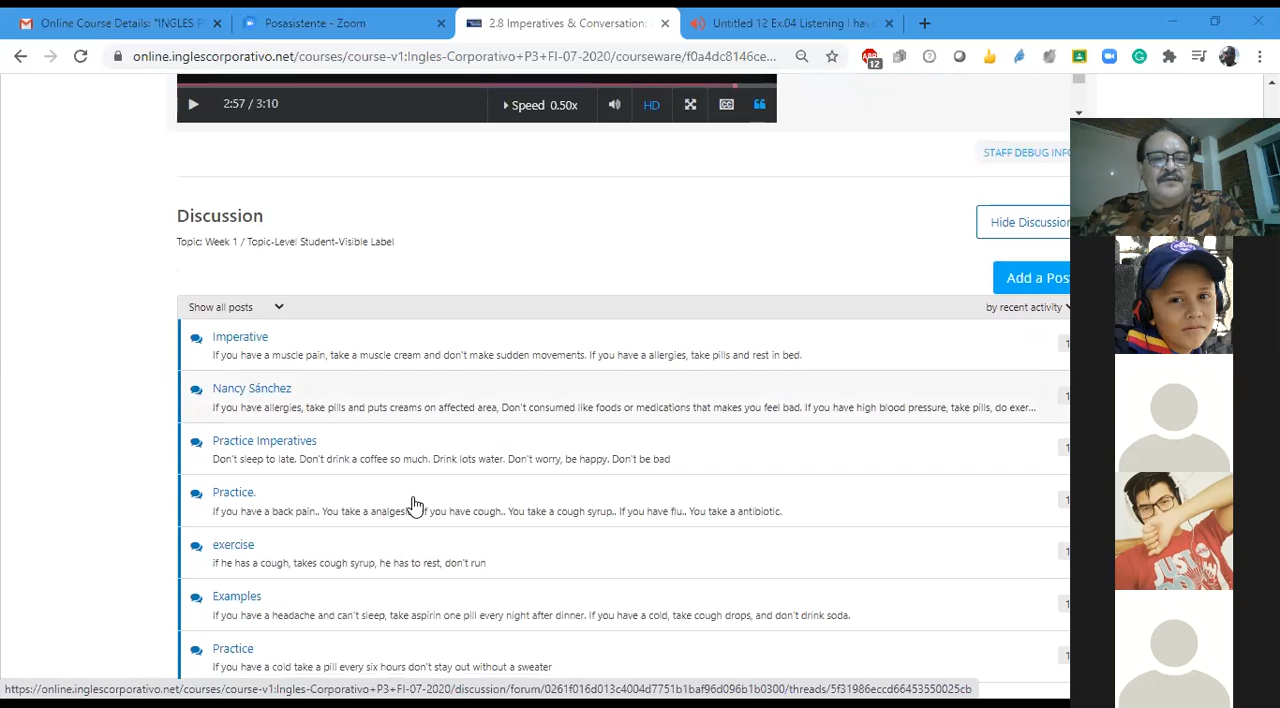 Online Course Details: "INGLES P
Posasistente - Zoom
2.8 Imperatives & Conversation:
Untitled 12 Ex.04 Listening I have
online.inglescorporativo.net/courses/course-v1:Ingles-Corporativo+P3+FI-07-2020/courseware/f0a4dc8146ce...
12
2:57 / 3:10
Speed 0.50x
HD
STAFF DEBUG INFO
Discussion
Hide Discussion
Topic: Week 1 / Topic-Level Student-Visible Label
Add a Pos
Show all posts
by recent activity
Imperative
If you have a muscle pain, take a muscle cream and don't make sudden movements. If you have a allergies, take pills and rest in bed.
Nancy Sánchez
If you have allergies, take pills and puts creams on affected area, Don't consumed like foods or medications that makes you feel bad. If you have high blood pressure, take pills, do exer...
Practice Imperatives
Don't sleep to late. Don't drink a coffee so much. Drink lots water. Don't worry, be happy. Don't be bad
Practice.
If you have a back pain.. You take a analgesi f you have cough.. You take a cough syrup.. If you have flu.. You take a antibiotic.
exercise
if he has a cough, takes cough syrup, he has to rest, don't run
Examples
If you have a headache and can't sleep, take aspirin one pill every night after dinner. If you have a cold, take cough drops, and don't drink soda.
Practice
If you have a cold take a pill every six hours don't stay out without a sweater
https://online.inglescorporativo.net/courses/course-v1:Ingles-Corporativo+P3+FI-07-2020/discussion/forum/0261f016d013c4004d7751b1baf96d096b1b0300/threads/5f31986eccd66453550025cb